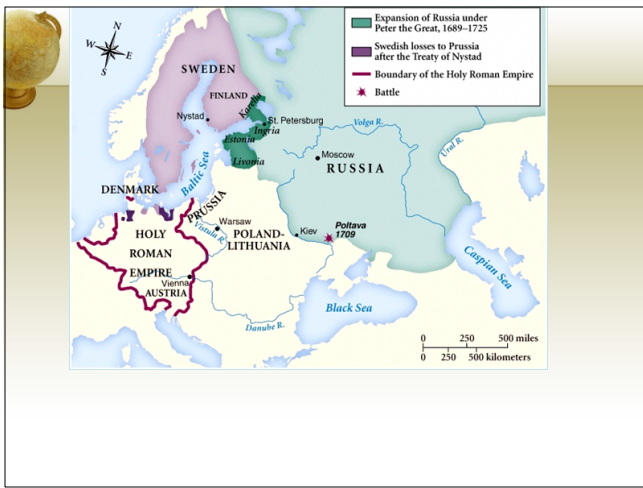 N
W
E
S
Expansion of Russia under
Peter the Great, 1689–1725
Swedish losses to Prussia
after the Treaty of Nystad
Boundary of the Holy Roman Empire
Battle
SWEDEN
FINLAND
Karelia
Nystad
St. Petersburg
Ingria
Estonia
Livonia
Volga R.
Ural R.
Moscow
RUSSIA
Baltic Sea
DENMARK
PRUSSIA
Warsaw
Vistula R.
POLAND-
LITHUANIA
Kiev
Poltava
1709
HOLY
ROMAN
EMPIRE
Vienna
AUSTRIA
Caspian Sea
Black Sea
Danube R.
0 250 500 miles
0 250 500 kilometers